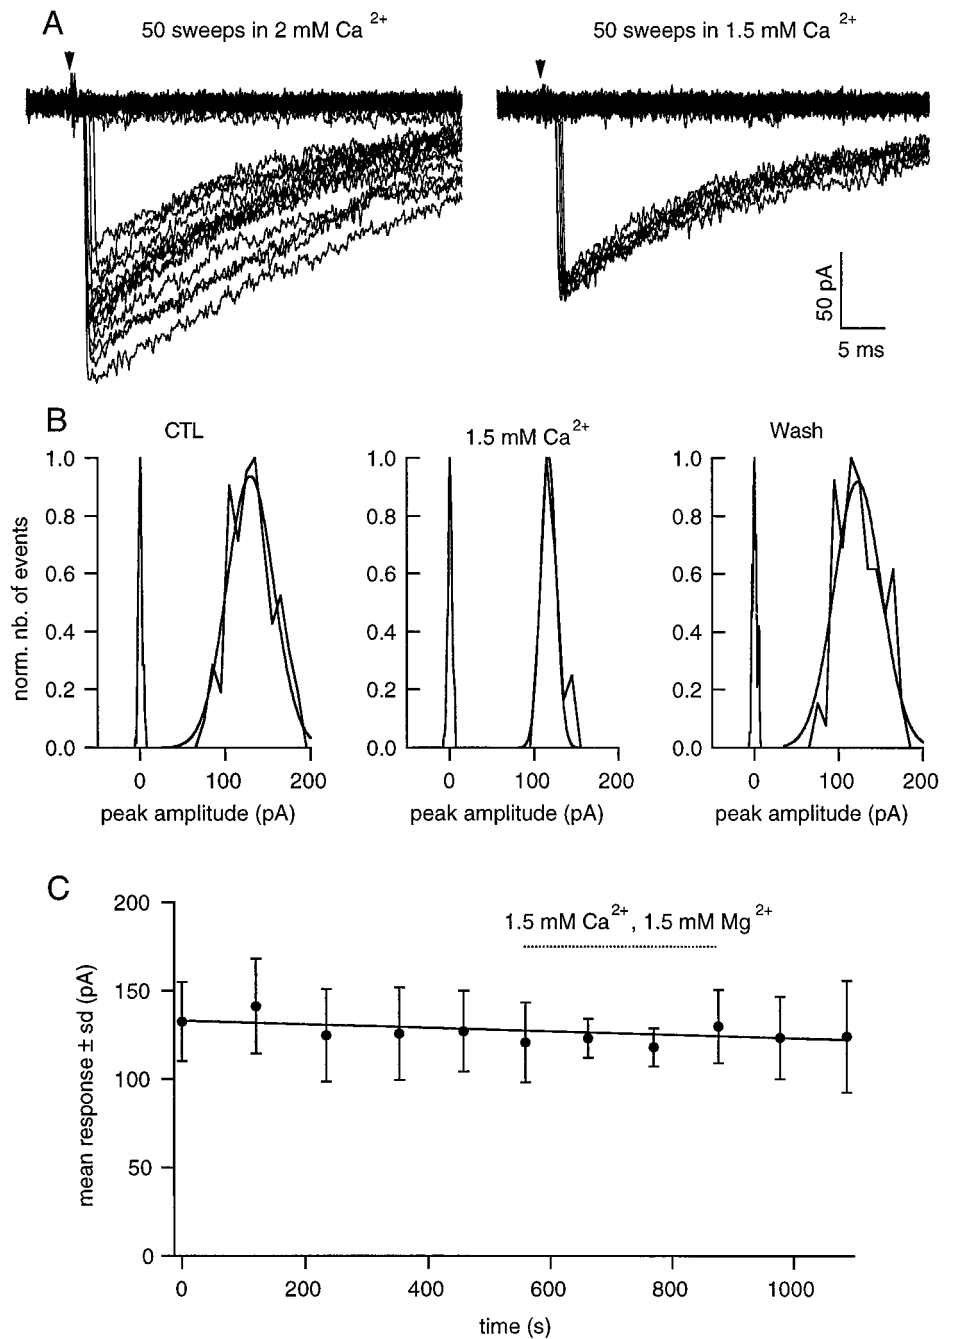 A
50 sweeps in 2 mM Ca 2+
50 sweeps in 1.5 mM Ca 2+
50 pA
5 ms
B
CTL
1.5 mM Ca2+
Wash
norm. nb. of events
1.0
0.8
0.6
0.4
0.2
0.0
0 100 200
peak amplitude (pA)
1.0
0.8
0.6
0.4
0.2
0.0
0 100 200
peak amplitude (pA)
1.0
0.8
0.6
0.4
0.2
0.0
0 100 200
peak amplitude (pA)
C
1.5 mM Ca2+, 1.5 mM Mg 2+
mean response ± sd (pA)
200
150
100
50
0
0 200 400 600 800 1000
time (s)